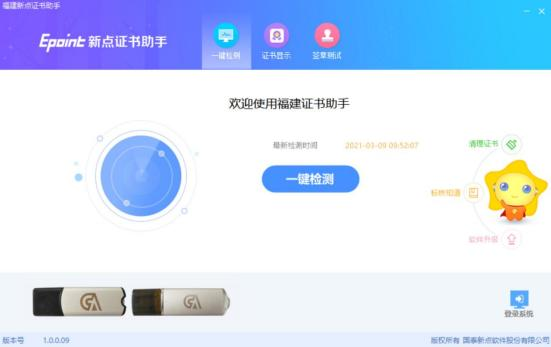 福建新点证书助手
Epoint 新点证书助手
一键检测
证书显示
签章测试
欢迎使用福建证书助手
最新检测时间 2021-03-09 09:52:07
一键检测
清理证书
标桥知道
软件升级
登录系统
版本号 1.0.0.09
版权所有 国泰新点软件股份有限公司